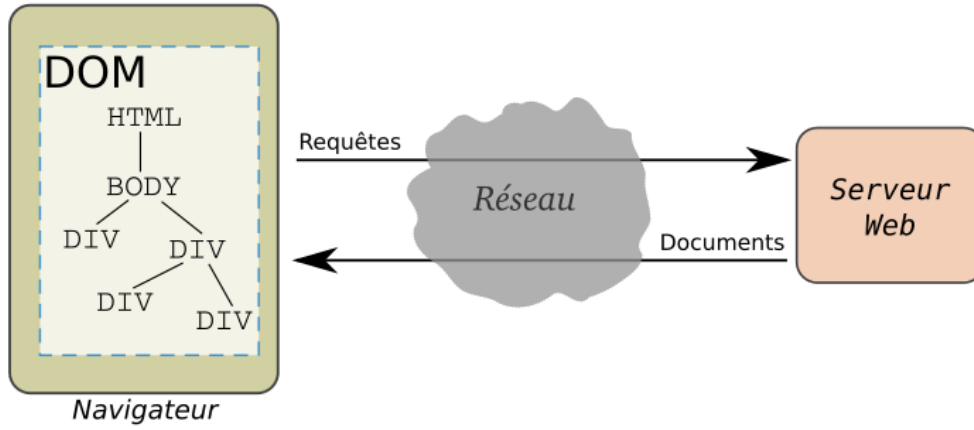 DOM
HTML
BODY
DIV
DIV
DIV
DIV
Navigateur
Requêtes
Réseau
Documents
Serveur
Web